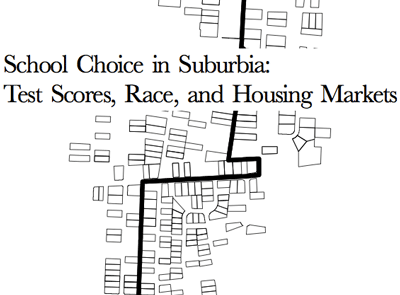 School Choice in Suburbia:
Test Scores, Race, and Housing Markets